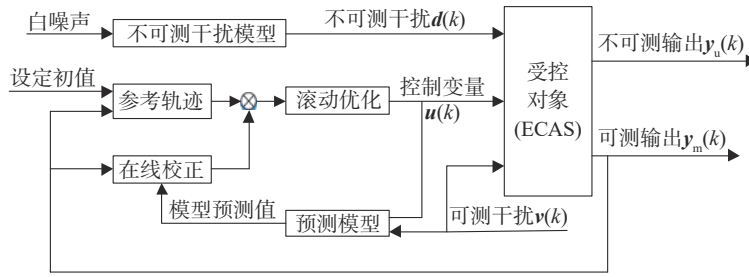 白噪声
不可测干扰模型
不可测干扰d(k)
不可测输出yu(k)
设定初值
参考轨迹
滚动优化
控制变量
u(k)
受控
对象
(ECAS)
可测输出ym(k)
在线校正
模型预测值
预测模型
可测干扰v(k)